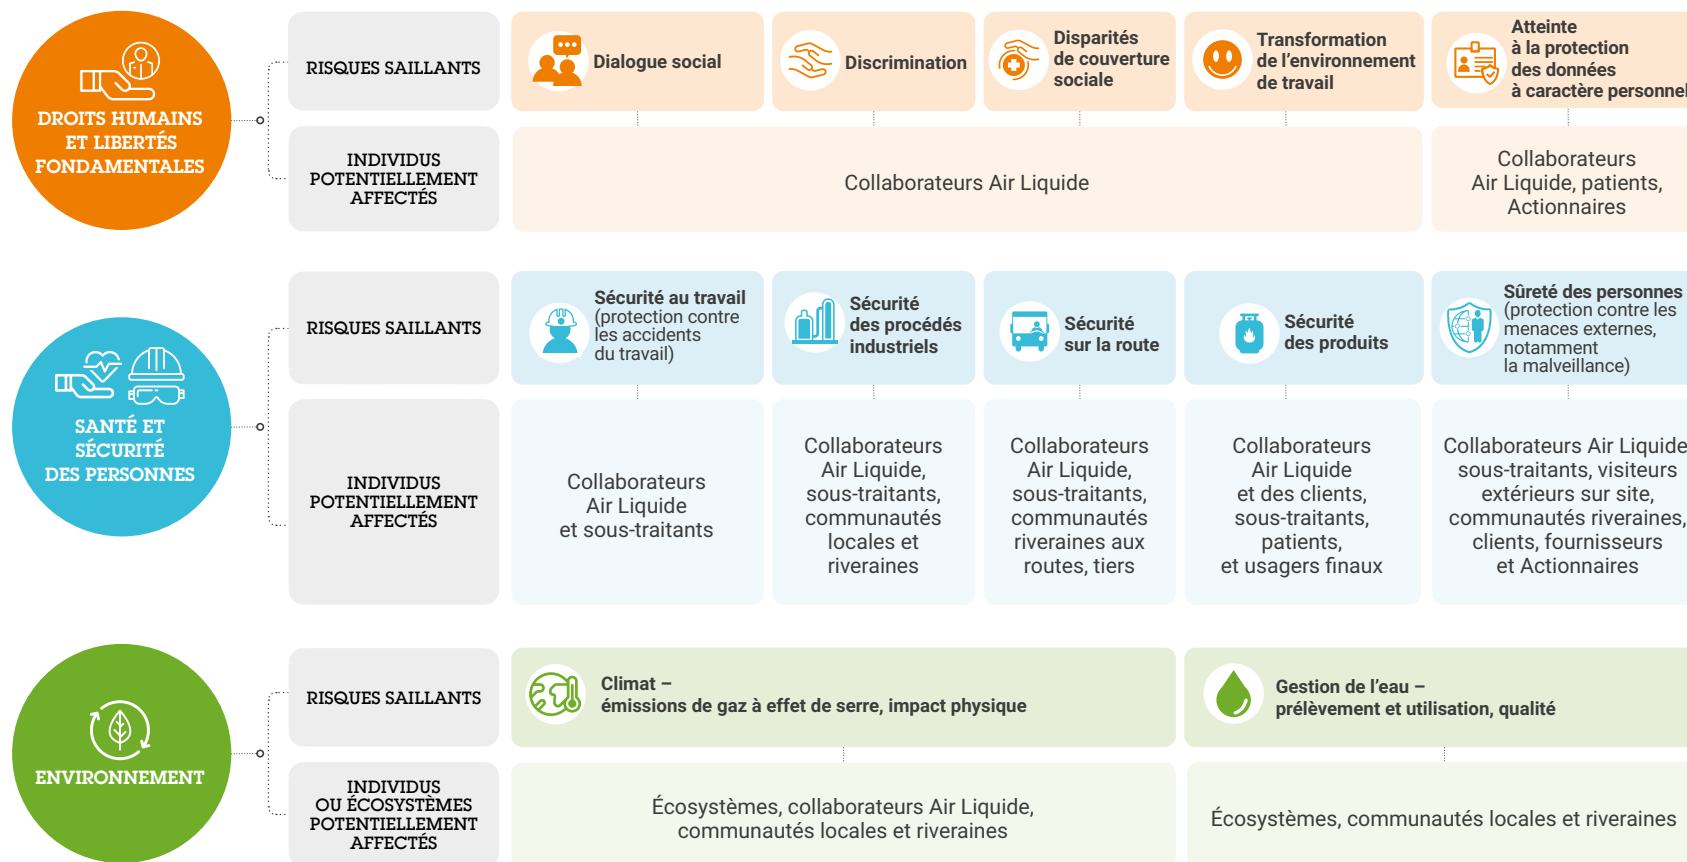 DROITS HUMAINS
ET LIBERTÉS
FONDAMENTALES
RISQUES SAILLANTS
Dialogue social
Discrimination
Disparités
de couverture
sociale
Transformation
de l'environnement
de travail
Atteinte
à la protection
des données
à caractère personnel
INDIVIDUS
POTENTIELLEMENT
AFFECTÉS
Collaborateurs Air Liquide
Collaborateurs
Air Liquide, patients,
Actionnaires
SANTÉ ET
SÉCURITÉ
DES PERSONNES
RISQUES SAILLANTS
Sécurité au travail
(protection contre
les accidents
du travail)
Sécurité
des procédés
industriels
Sécurité
sur la route
Sécurité
des produits
Sûreté des personnes
(protection contre les
menaces externes,
notamment
la malveillance)
INDIVIDUS
POTENTIELLEMENT
AFFECTÉS
Collaborateurs
Air Liquide
et sous-traitants
Collaborateurs
Air Liquide,
sous-traitants,
communautés
locales et
riveraines
Collaborateurs
Air Liquide,
sous-traitants,
communautés
riveraines aux
routes, tiers
Collaborateurs
Air Liquide
et des clients,
sous-traitants,
patients,
et usagers finaux
Collaborateurs Air Liquide
sous-traitants, visiteurs
extérieurs sur site,
communautés riveraines,
clients, fournisseurs
et Actionnaires
ENVIRONNEMENT
RISQUES SAILLANTS
Climat –
émissions de gaz à effet de serre, impact physique
Gestion de l'eau –
prélèvement et utilisation, qualité
INDIVIDUS
OU ÉCOSYSTÈMES
POTENTIELLEMENT
AFFECTÉS
Écosystèmes, collaborateurs Air Liquide,
communautés locales et riveraines
Écosystèmes, communautés locales et riveraines